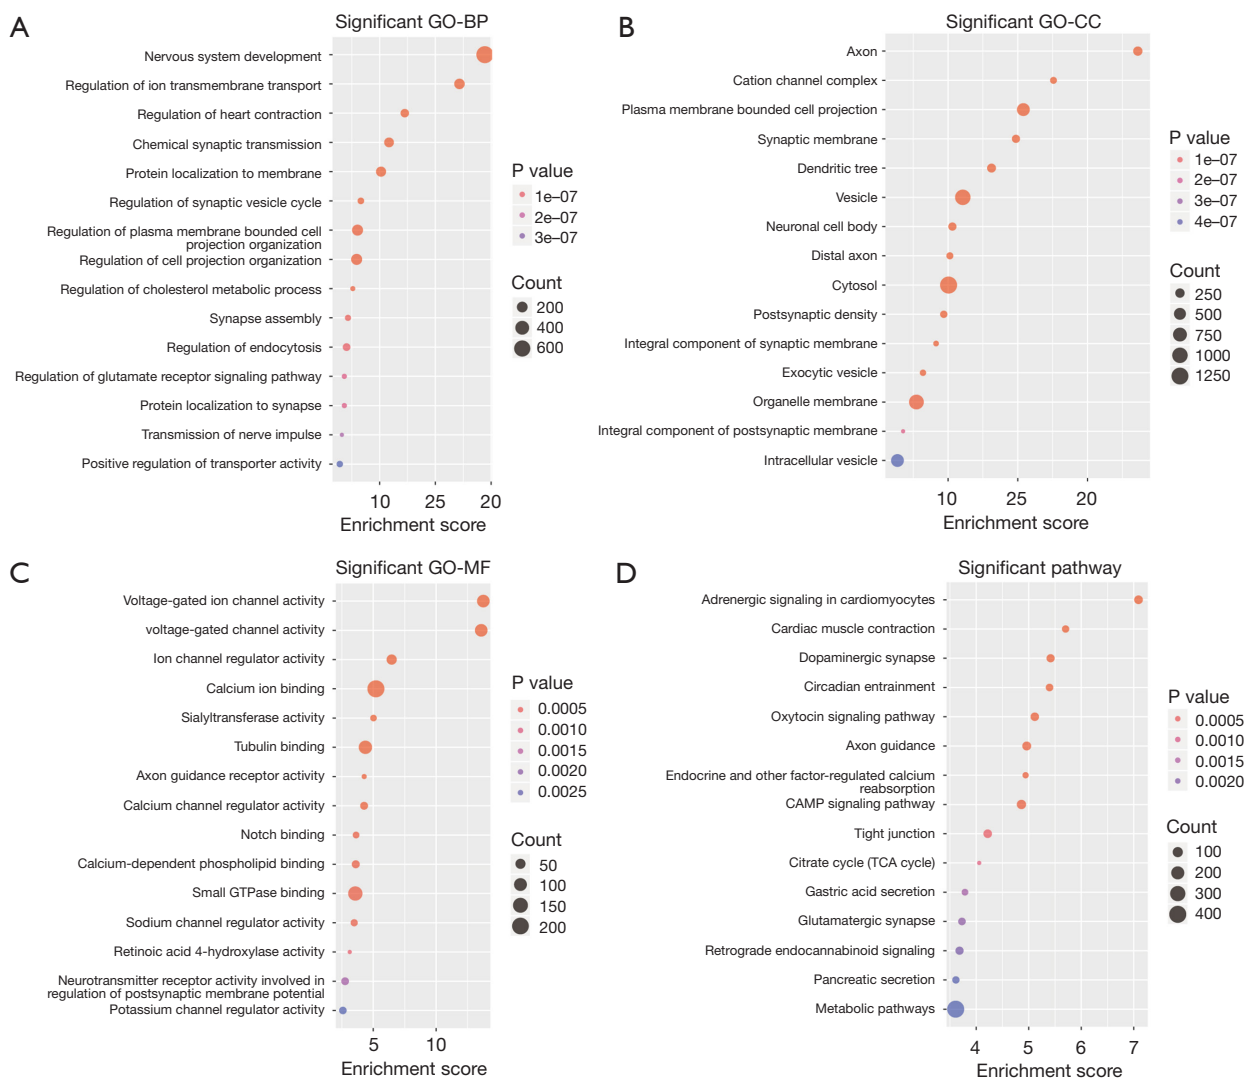 A
Significant GO-BP
Nervous system development
Regulation of ion transmembrane transport
Regulation of heart contraction
Chemical synaptic transmission
Protein localization to membrane
Regulation of synaptic vesicle cycle
Regulation of plasma membrane bounded cell
projection organization
Regulation of cell projection organization
Regulation of cholesterol metabolic process
Synapse assembly
Regulation of endocytosis
Regulation of glutamate receptor signaling pathway
Protein localization to synapse
Transmission of nerve impulse
Positive regulation of transporter activity
10 25 20
Enrichment score
P value
1e–07
2e–07
3e–07
Count
200
400
600
B
Significant GO-CC
Axon
Cation channel complex
Plasma membrane bounded cell projection
Synaptic membrane
Dendritic tree
Vesicle
Neuronal cell body
Distal axon
Cytosol
Postsynaptic density
Integral component of synaptic membrane
Exocytic vesicle
Organelle membrane
Integral component of postsynaptic membrane
Intracellular vesicle
10 25 20
Enrichment score
P value
1e–07
2e–07
3e–07
4e–07
Count
250
500
750
1000
1250
C
Significant GO-MF
Voltage-gated ion channel activity
voltage-gated channel activity
Ion channel regulator activity
Calcium ion binding
Sialyltransferase activity
Tubulin binding
Axon guidance receptor activity
Calcium channel regulator activity
Notch binding
Calcium-dependent phospholipid binding
Small GTPase binding
Sodium channel regulator activity
Retinoic acid 4-hydroxylase activity
Neurotransmitter receptor activity involved in
regulation of postsynaptic membrane potential
Potassium channel regulator activity
5 10
Enrichment score
P value
0.0005
0.0010
0.0015
0.0020
0.0025
Count
50
100
150
200
D
Significant pathway
Adrenergic signaling in cardiomyocytes
Cardiac muscle contraction
Dopaminergic synapse
Circadian entrainment
Oxytocin signaling pathway
Axon guidance
Endocrine and other factor-regulated calcium
reabsorption
CAMP signaling pathway
Tight junction
Citrate cycle (TCA cycle)
Gastric acid secretion
Glutamatergic synapse
Retrograde endocannabinoid signaling
Pancreatic secretion
Metabolic pathways
4 5 6 7
Enrichment score
P value
0.0005
0.0010
0.0015
0.0020
Count
100
200
300
400